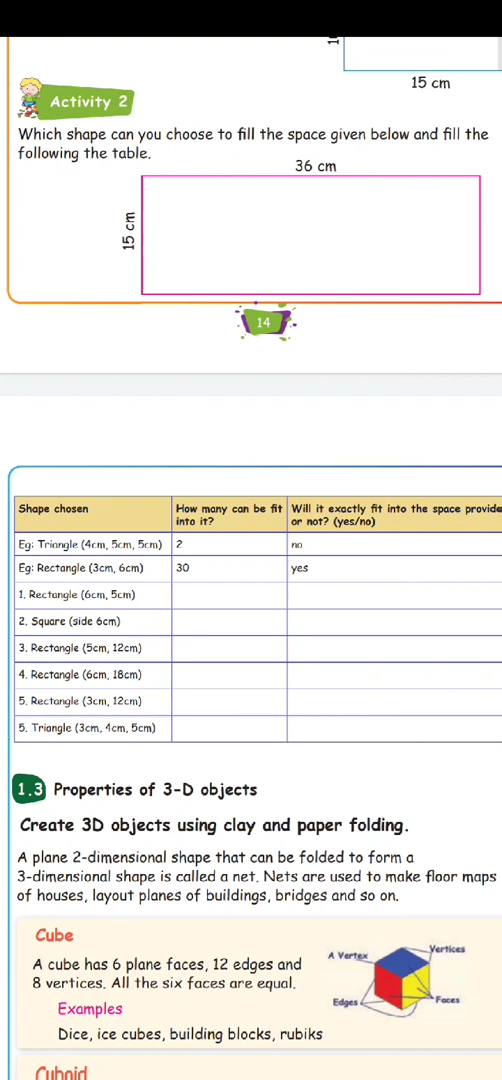 15 cm
Activity 2
Which shape can you choose to fill the space given below and fill the
following the table.
36 cm
15 cm
14
Shape chosen
How many can be fit into it?
Will it exactly fit into the space provide
or not? (yes/no)
Eg: Triangle (4cm, 5cm, 5cm) 2 no
Eg: Rectangle (3cm, 6cm) 30 yes
1. Rectangle (6cm, 5cm)
2. Square (side 6cm)
3. Rectangle (5cm, 12cm)
4. Rectangle (6cm, 18cm)
5. Rectangle (3cm, 12cm)
5. Triangle (3cm, 4cm, 5cm)
1.3 Properties of 3-D objects
Create 3D objects using clay and paper folding.
A plane 2-dimensional shape that can be folded to form a
3-dimensional shape is called a net. Nets are used to make floor maps
of houses, layout planes of buildings, bridges and so on.
Cube
A cube has 6 plane faces, 12 edges and
8 vertices. All the six faces are equal.
Examples
Dice, ice cubes, building blocks, rubiks
A Vertex
Vertices
Edges
Faces
Cuboid